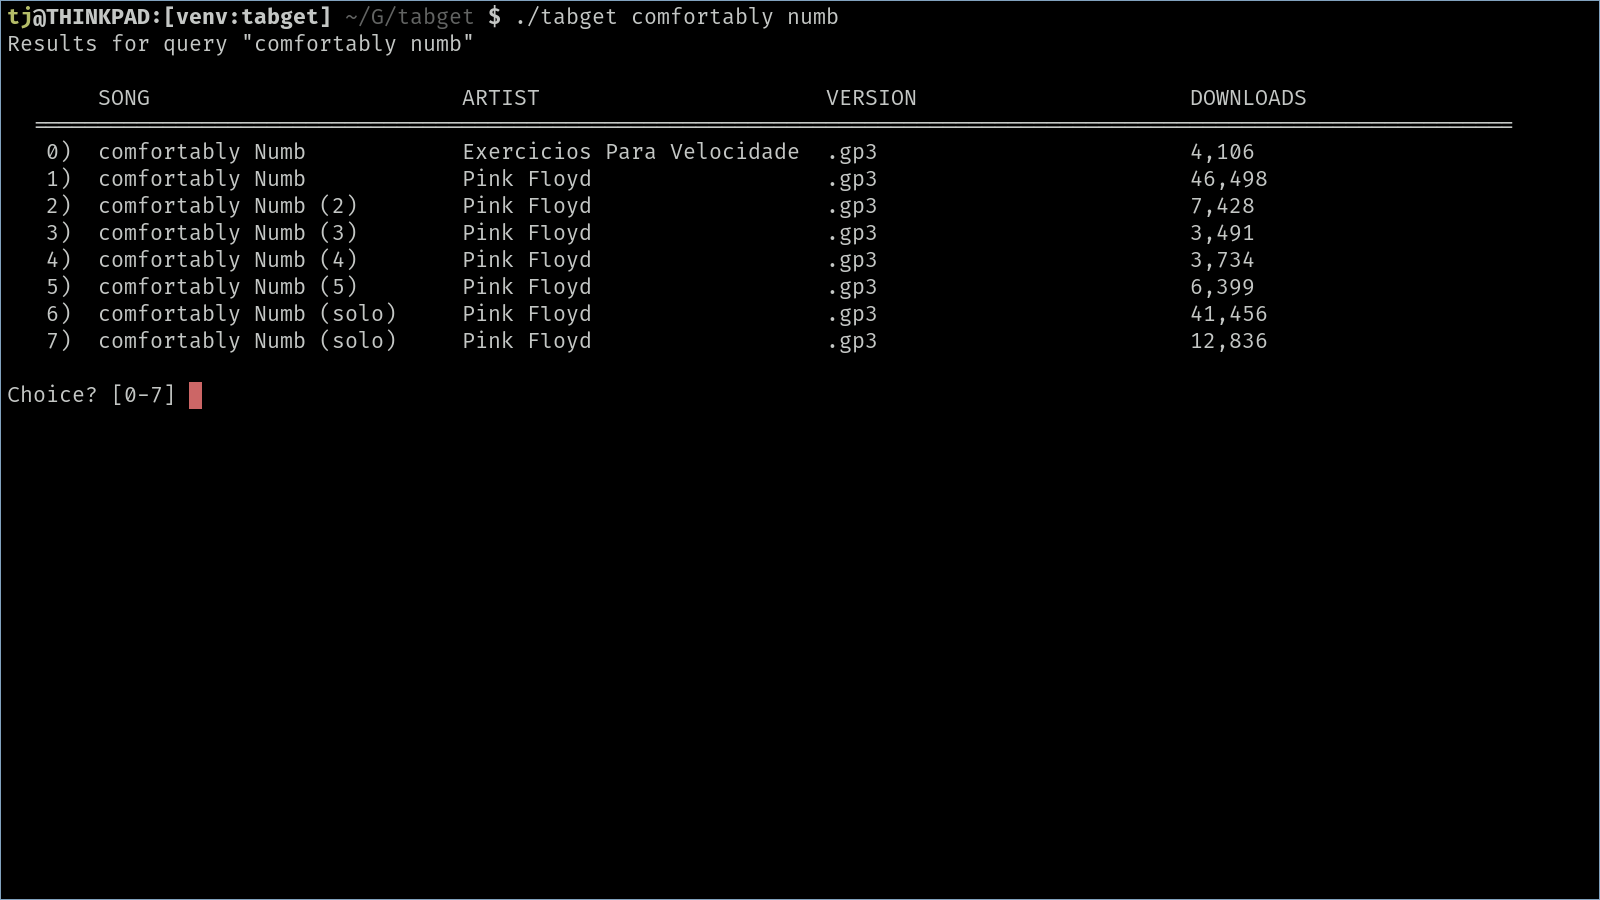 tj@THINKPAD:[venv:tabget] ~/G/tabget $ ./tabget comfortably numb
Results for query "comfortably numb"
SONG ARTIST VERSION DOWNLOADS
0) comfortably Numb Exercicios Para Velocidade .gp3 4,106
1) comfortably Numb Pink Floyd .gp3 46,498
2) comfortably Numb (2) Pink Floyd .gp3 7,428
3) comfortably Numb (3) Pink Floyd .gp3 3,491
4) comfortably Numb (4) Pink Floyd .gp3 3,734
5) comfortably Numb (5) Pink Floyd .gp3 6,399
6) comfortably Numb (solo) Pink Floyd .gp3 41,456
7) comfortably Numb (solo) Pink Floyd .gp3 12,836
Choice? [0-7]